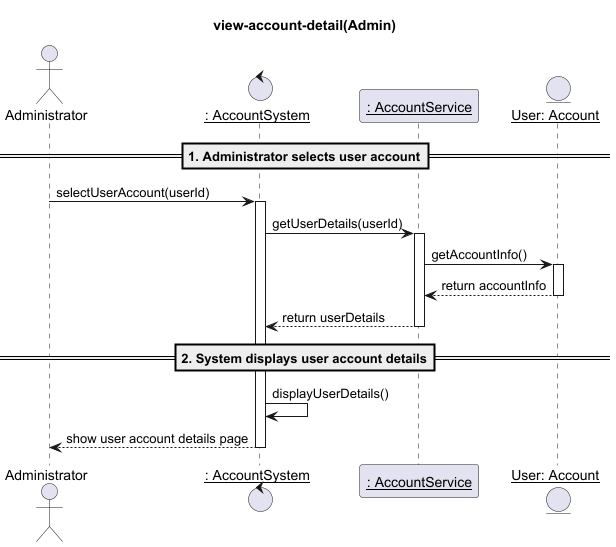 view-account-detail(Admin)
Administrator
: AccountSystem
: AccountService
User: Account
1. Administrator selects user account
selectUserAccount(userId)
getUserDetails(userId)
getAccountInfo()
return accountInfo
return userDetails
2. System displays user account details
displayUserDetails()
show user account details page
Administrator
: AccountSystem
: AccountService
User: Account